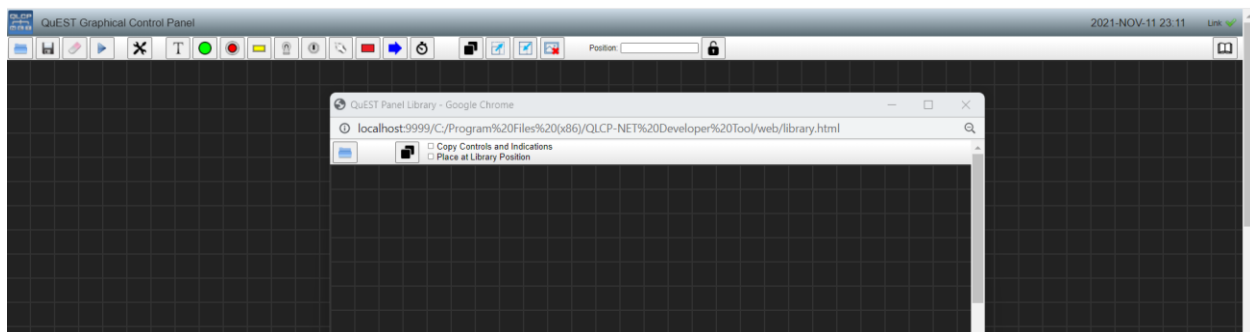 QLCP
QuEST Graphical Control Panel
2021-NOV-11 23:11
Link
T
Position:
QuEST Panel Library - Google Chrome
localhost:9999/C:/Program%20Files%20(x86)/QLCP-NET%20Developer%20Tool/web/library.html
Copy Controls and Indications
Place at Library Position